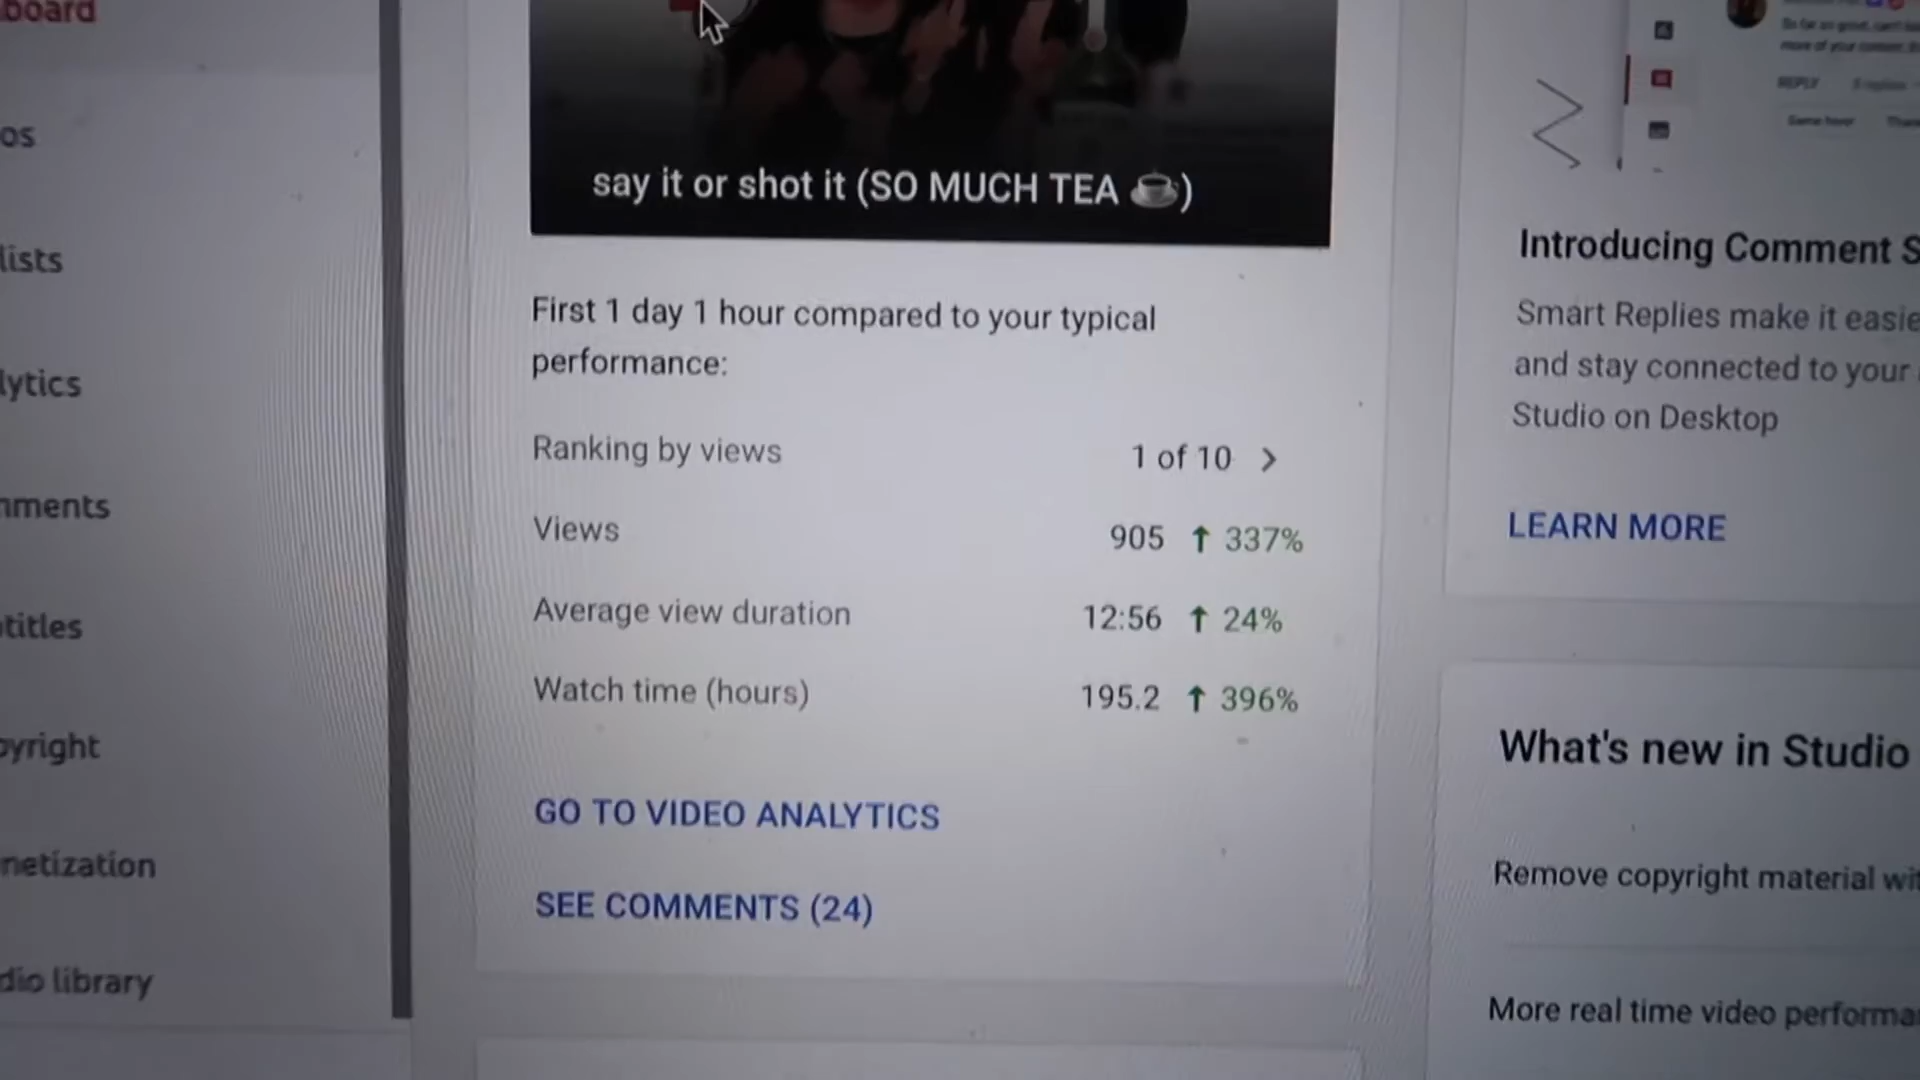 board
os
lists
lytics
mments
titles
pyright
netization
dio library
say it or shot it (SO MUCH TEA ☕)
First 1 day 1 hour compared to your typical
performance:
Ranking by views 1 of 10 >
Views 905 ↑ 337%
Average view duration 12:56 ↑ 24%
Watch time (hours) 195.2 ↑ 396%
GO TO VIDEO ANALYTICS
SEE COMMENTS (24)
REPLY
Introducing Comment S
Smart Replies make it easie
and stay connected to your
Studio on Desktop
LEARN MORE
What's new in Studio
Remove copyright material wit
More real time video performa